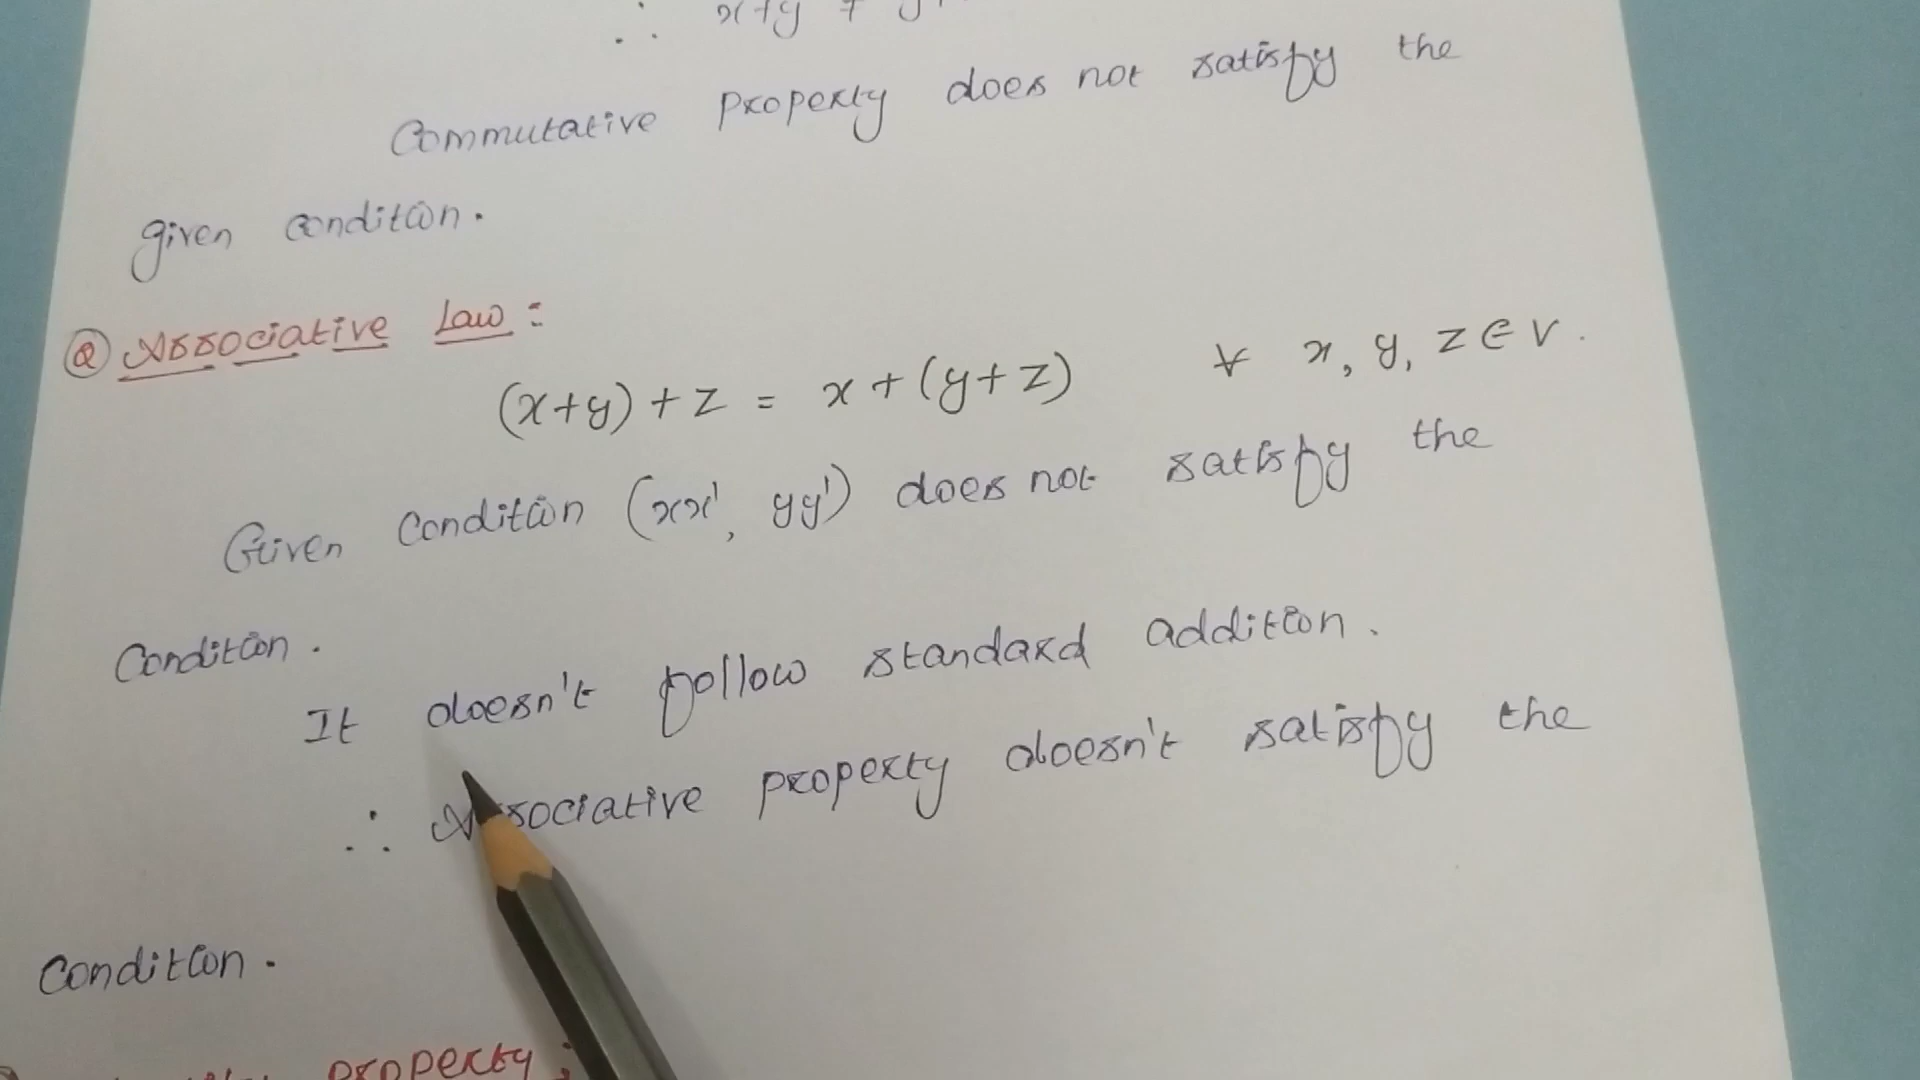 ∴ x+y ≠
Commutative property does not satisfy the
given condition.
② Associative Law:
(x+y)+z = x+(y+z) ∀ x, y, z ∈ V.
Given Condition (xx', yy') does not satisfy the
Condition.
It doesn't follow standard addition.
∴ Associative property doesn't satisfy the
Condition.
property: